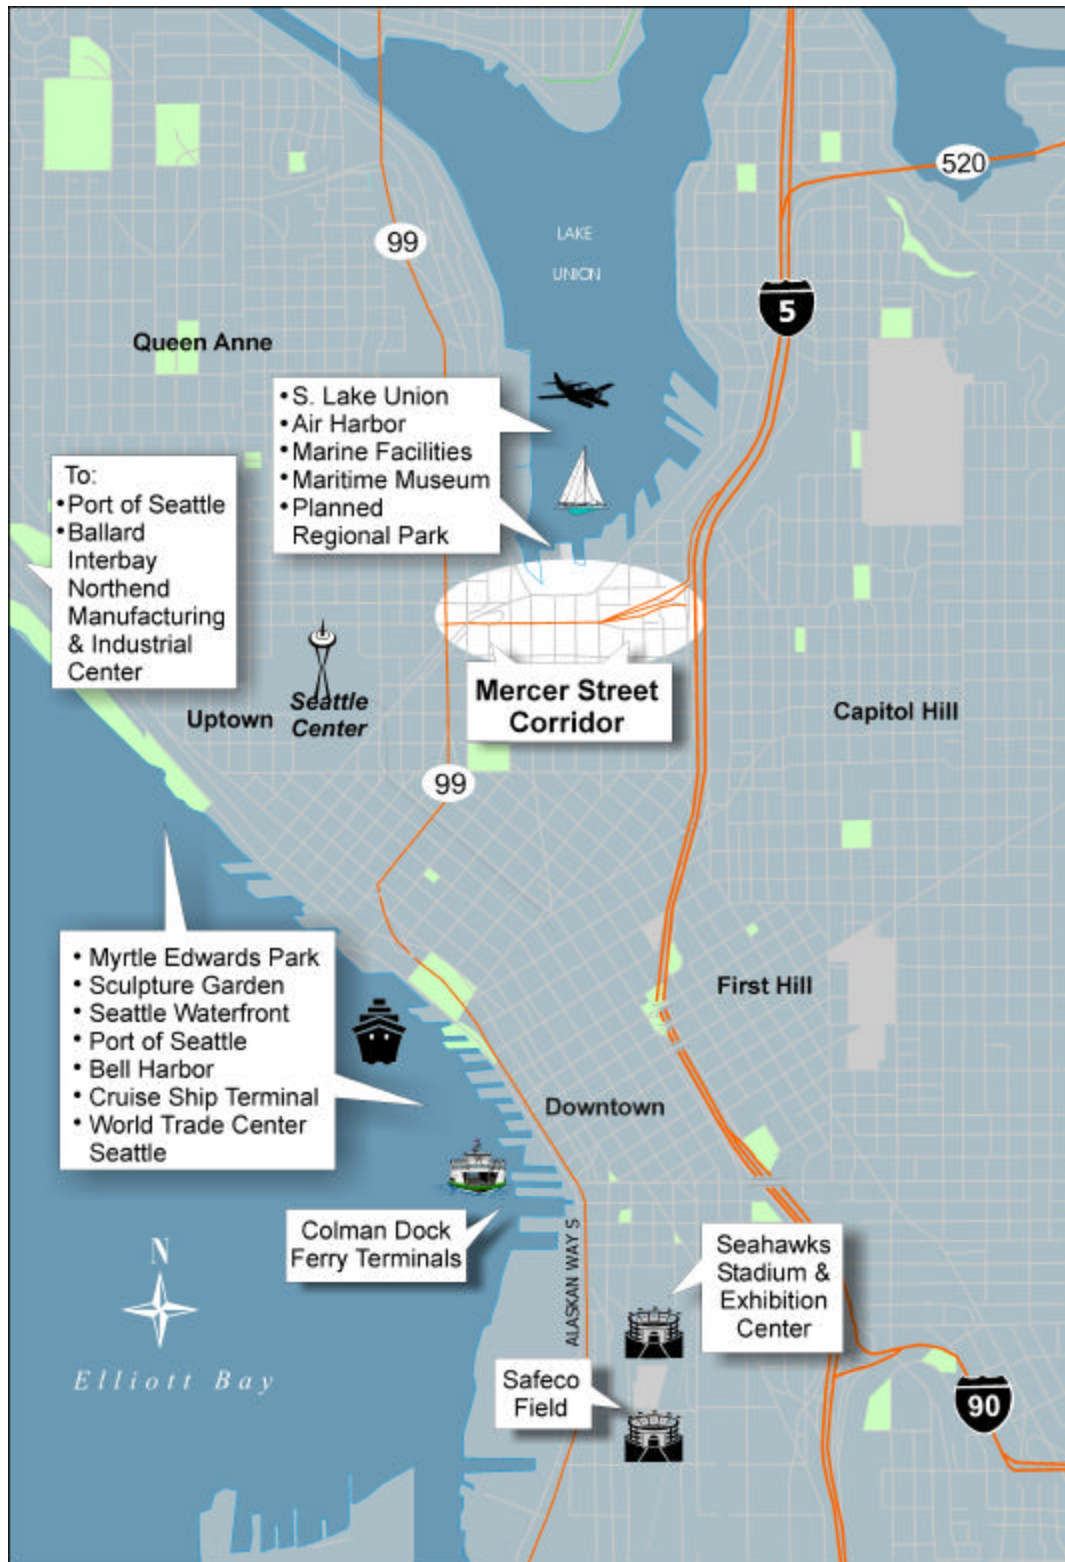 520
99
LAKE
UNION
5
Queen Anne
• S. Lake Union
• Air Harbor
• Marine Facilities
• Maritime Museum
• Planned
Regional Park
To:
• Port of Seattle
• Ballard
Interbay
Northend
Manufacturing
& Industrial
Center
Mercer Street
Corridor
Uptown
Seattle
Center
Capitol Hill
99
• Myrtle Edwards Park
• Sculpture Garden
• Seattle Waterfront
• Port of Seattle
• Bell Harbor
• Cruise Ship Terminal
• World Trade Center
Seattle
First Hill
Downtown
Colman Dock
Ferry Terminals
ALASKAN WAY S
Seahawks
Stadium &
Exhibition
Center
N
Elliott Bay
Safeco
Field
90